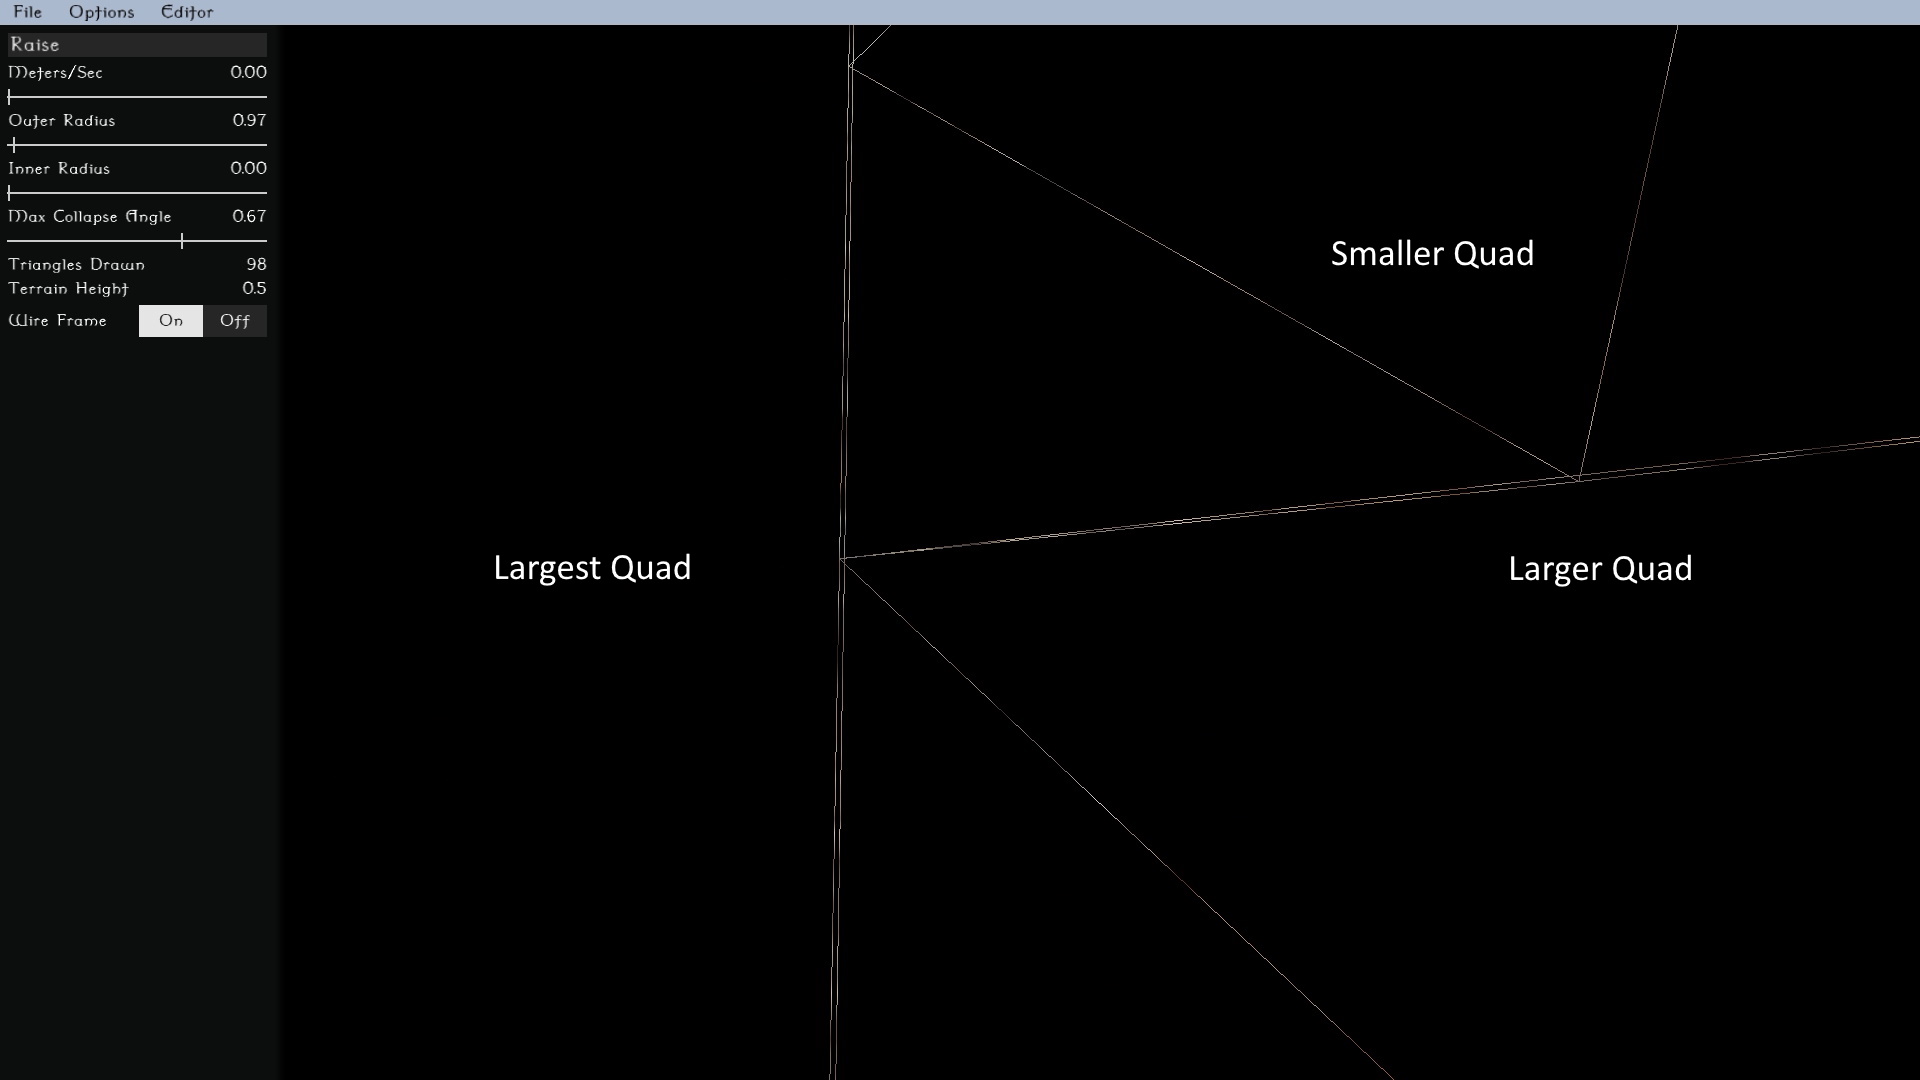 File Options Editor
Raise
Meters/Sec 0.00
Outer Radius 0.97
Inner Radius 0.00
Max Collapse Angle 0.67
Triangles Drawn 98
Terrain Height 0.5
Wire Frame On Off
Smaller Quad
Largest Quad
Larger Quad